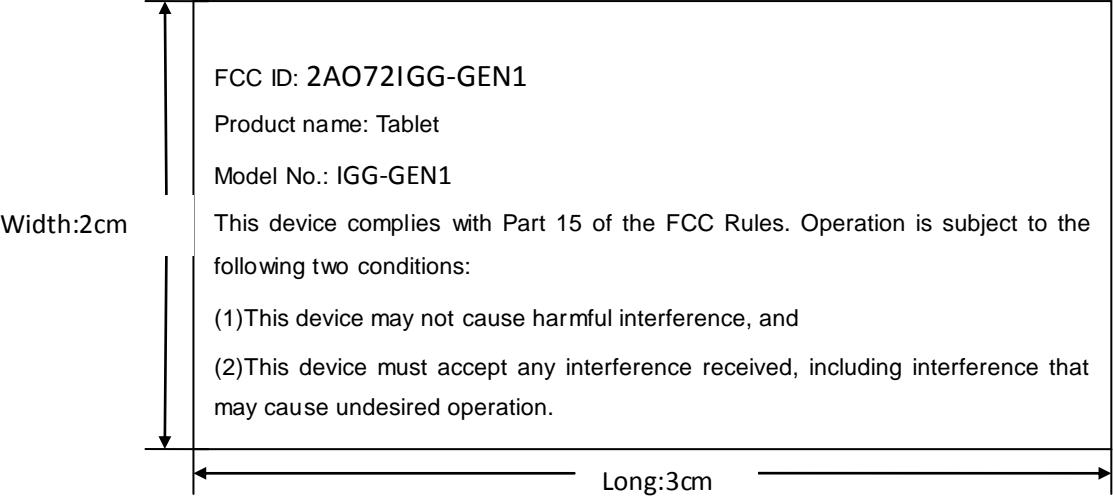 FCC ID: 2AO72IGG-GEN1
Product name: Tablet
Model No.: IGG-GEN1
Width:2cm
This device complies with Part 15 of the FCC Rules. Operation is subject to the
following two conditions:
(1)This device may not cause harmful interference, and
(2)This device must accept any interference received, including interference that
may cause undesired operation.
Long:3cm